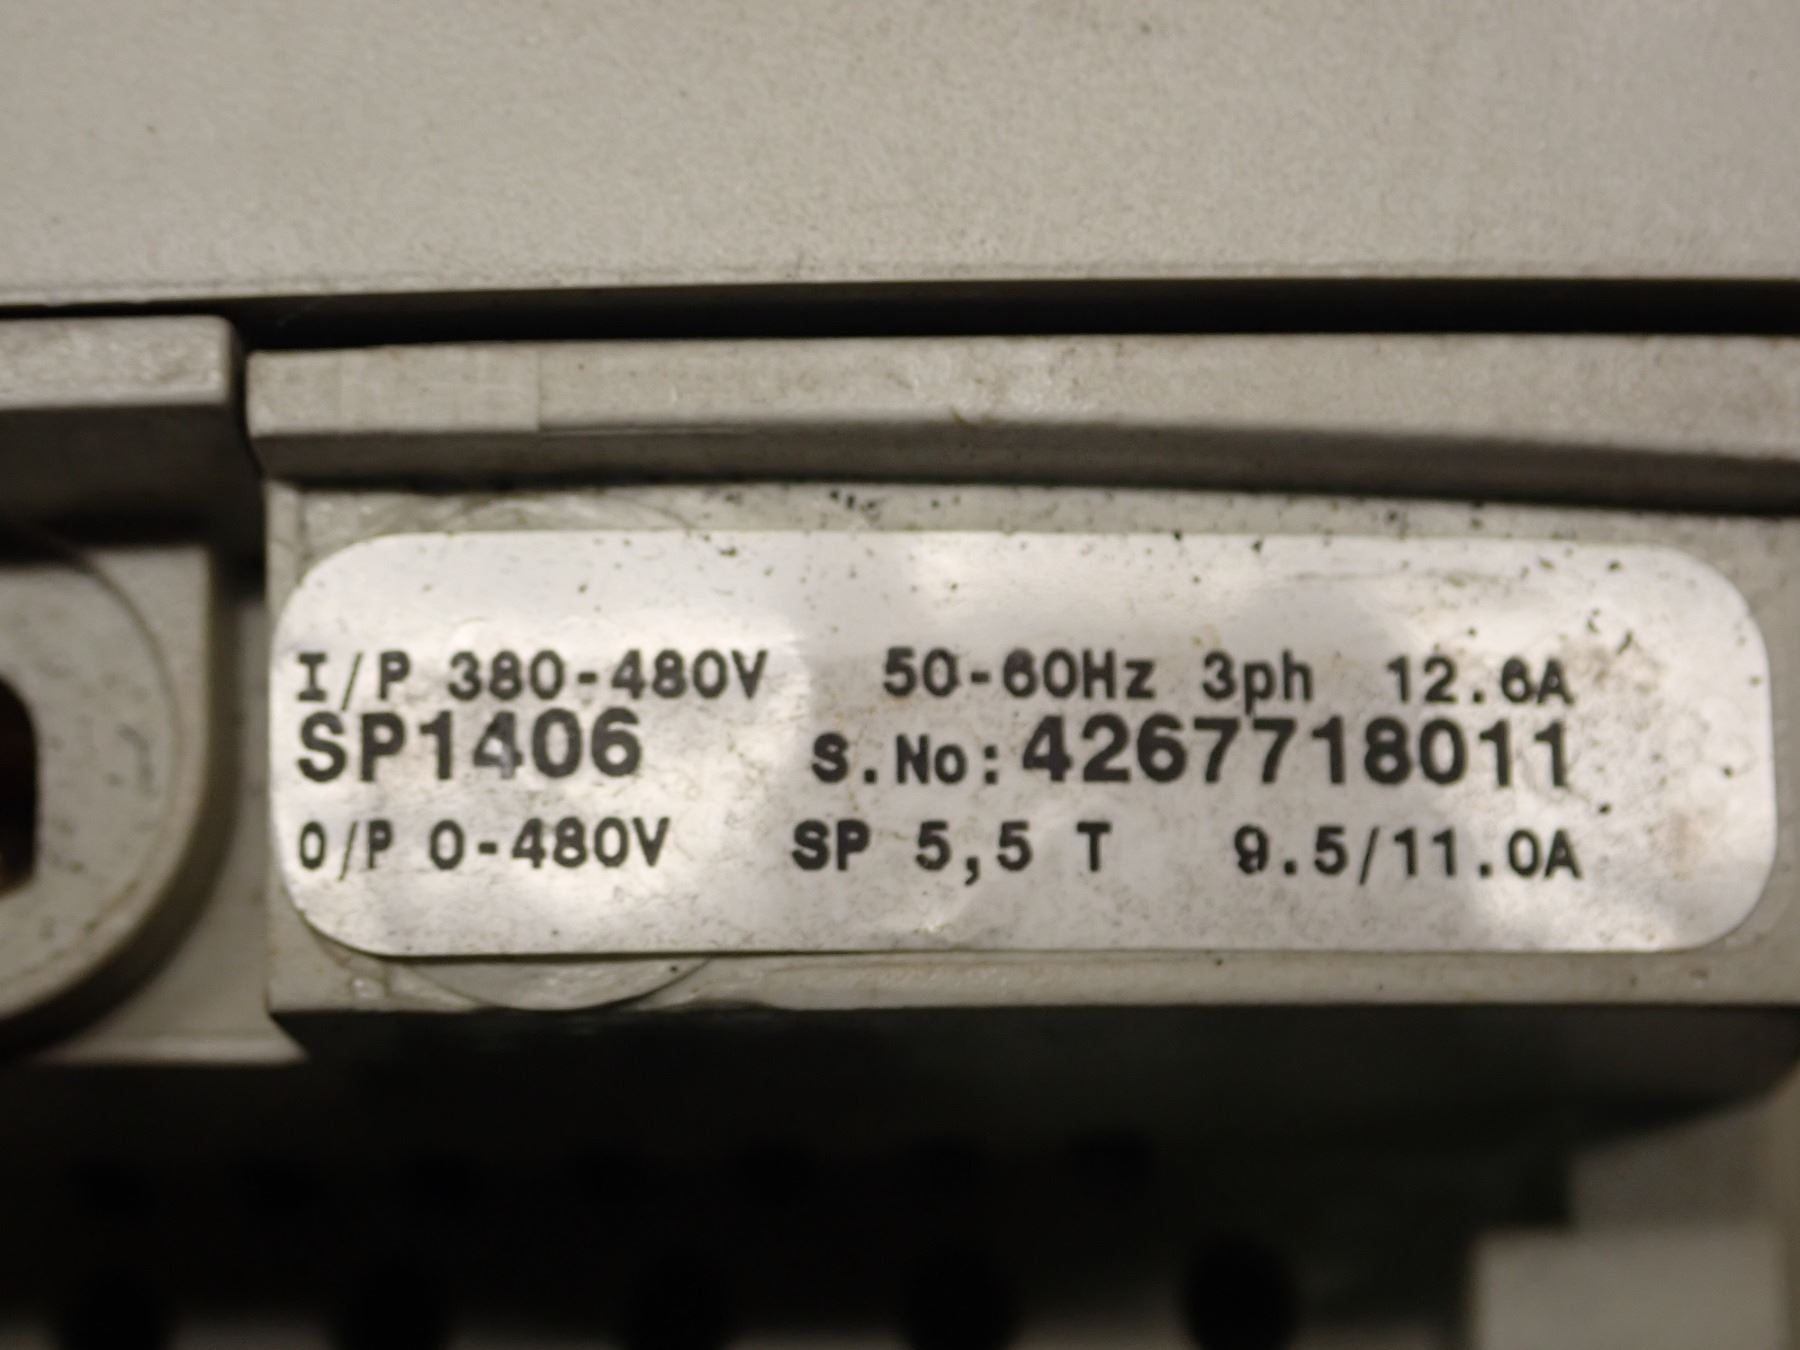 I/P 380-480V 50-60Hz 3ph 12.6A
SP1406 S.No: 4267718011
O/P 0-480V SP 5,5 T 9.5/11.0A